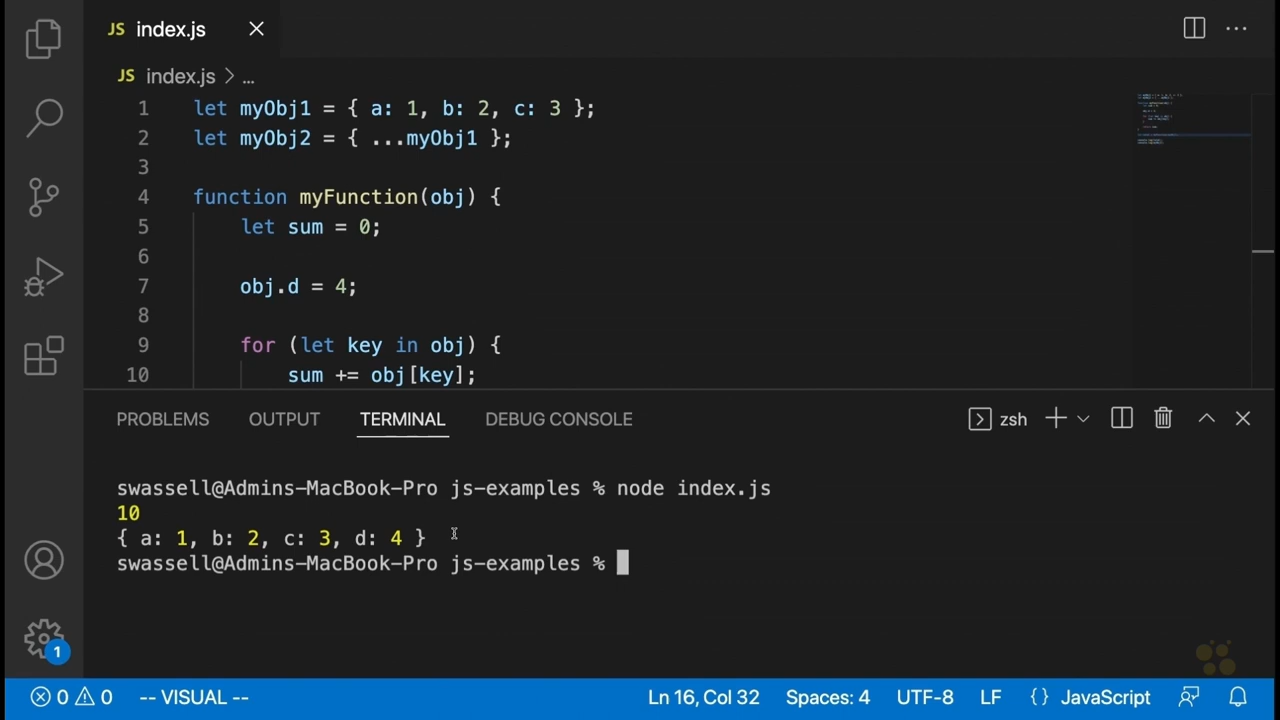 JS index.js
JS index.js > ...
1 let myObj1 = { a: 1, b: 2, c: 3 };
2 let myObj2 = { ...myObj1 };
3
4 function myFunction(obj) {
5 let sum = 0;
6
7 obj.d = 4;
8
9 for (let key in obj) {
10 sum += obj[key];
PROBLEMS OUTPUT TERMINAL DEBUG CONSOLE zsh
swassell@Admins-MacBook-Pro js-examples % node index.js
10
{ a: 1, b: 2, c: 3, d: 4 }
swassell@Admins-MacBook-Pro js-examples %
1
0 0 -- VISUAL -- Ln 16, Col 32 Spaces: 4 UTF-8 LF {} JavaScript